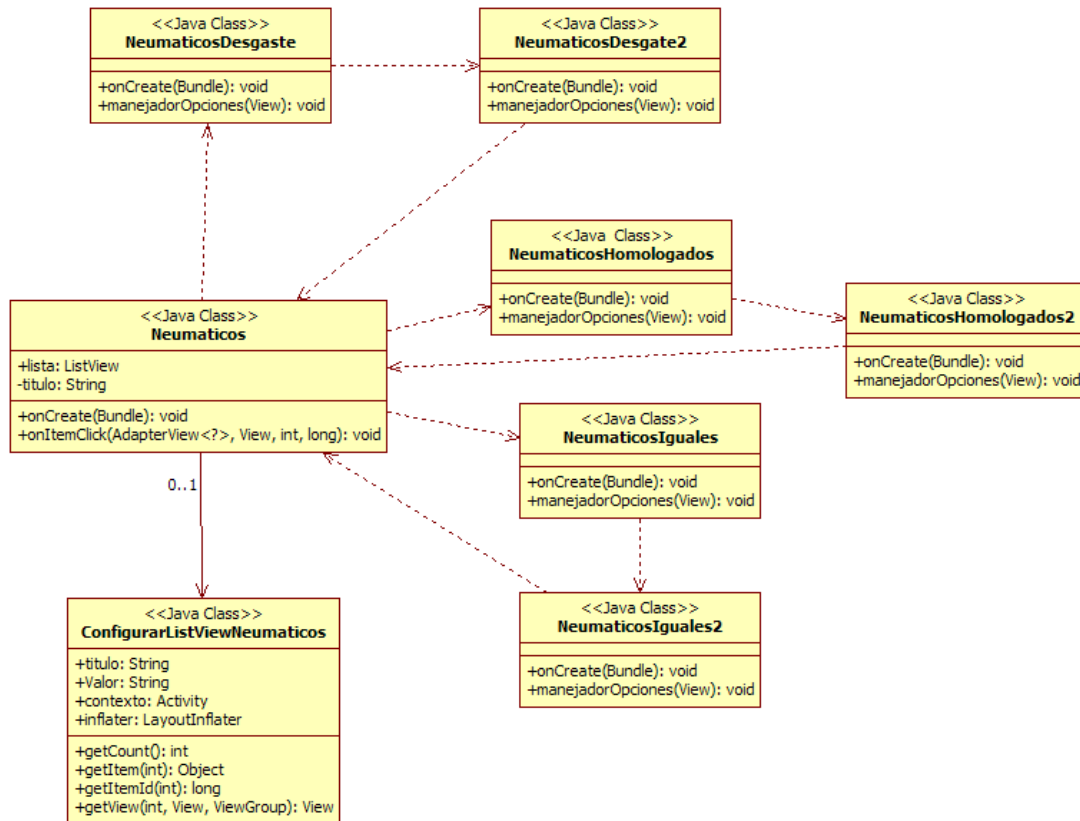 <<Java Class>>
NeumaticosDesgaste
+onCreate(Bundle): void
+manejadorOpciones(View): void
<<Java Class>>
NeumaticosDesgate2
+onCreate(Bundle): void
+manejadorOpciones(View): void
<<Java Class>>
NeumaticosHomologados
+onCreate(Bundle): void
+manejadorOpciones(View): void
<<Java Class>>
NeumaticosHomologados2
+onCreate(Bundle): void
+manejadorOpciones(View): void
<<Java Class>>
Neumaticos
+lista: ListView
-titulo: String
+onCreate(Bundle): void
+onItemClick(AdapterView<?>, View, int, long): void
<<Java Class>>
NeumaticosIguales
+onCreate(Bundle): void
+manejadorOpciones(View): void
0..1
<<Java Class>>
NeumaticosIguales2
+onCreate(Bundle): void
+manejadorOpciones(View): void
<<Java Class>>
ConfigurarListViewNeumaticos
+titulo: String
+Valor: String
+contexto: Activity
+inflater: LayoutInflater
+getCount(): int
+getItem(int): Object
+getItemId(int): long
+getView(int, View, ViewGroup): View